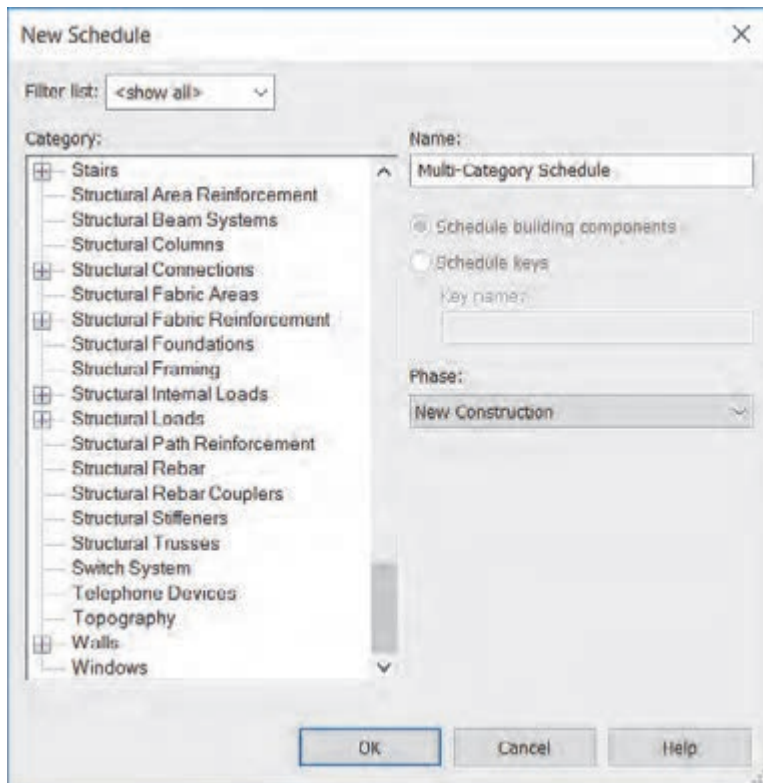 New Schedule
Filter list: <show all>
Category:
Stairs
Structural Area Reinforcement
Structural Beam Systems
Structural Columns
Structural Connections
Structural Fabric Areas
Structural Fabric Reinforcement
Structural Foundations
Structural Framing
Structural Internal Loads
Structural Loads
Structural Path Reinforcement
Structural Rebar
Structural Rebar Couplers
Structural Stiffeners
Structural Trusses
Switch System
Telephone Devices
Topography
Walls
Windows
Name:
Multi-Category Schedule
Schedule building components
Schedule keys
Key name:
Phase:
New Construction
OK Cancel Help